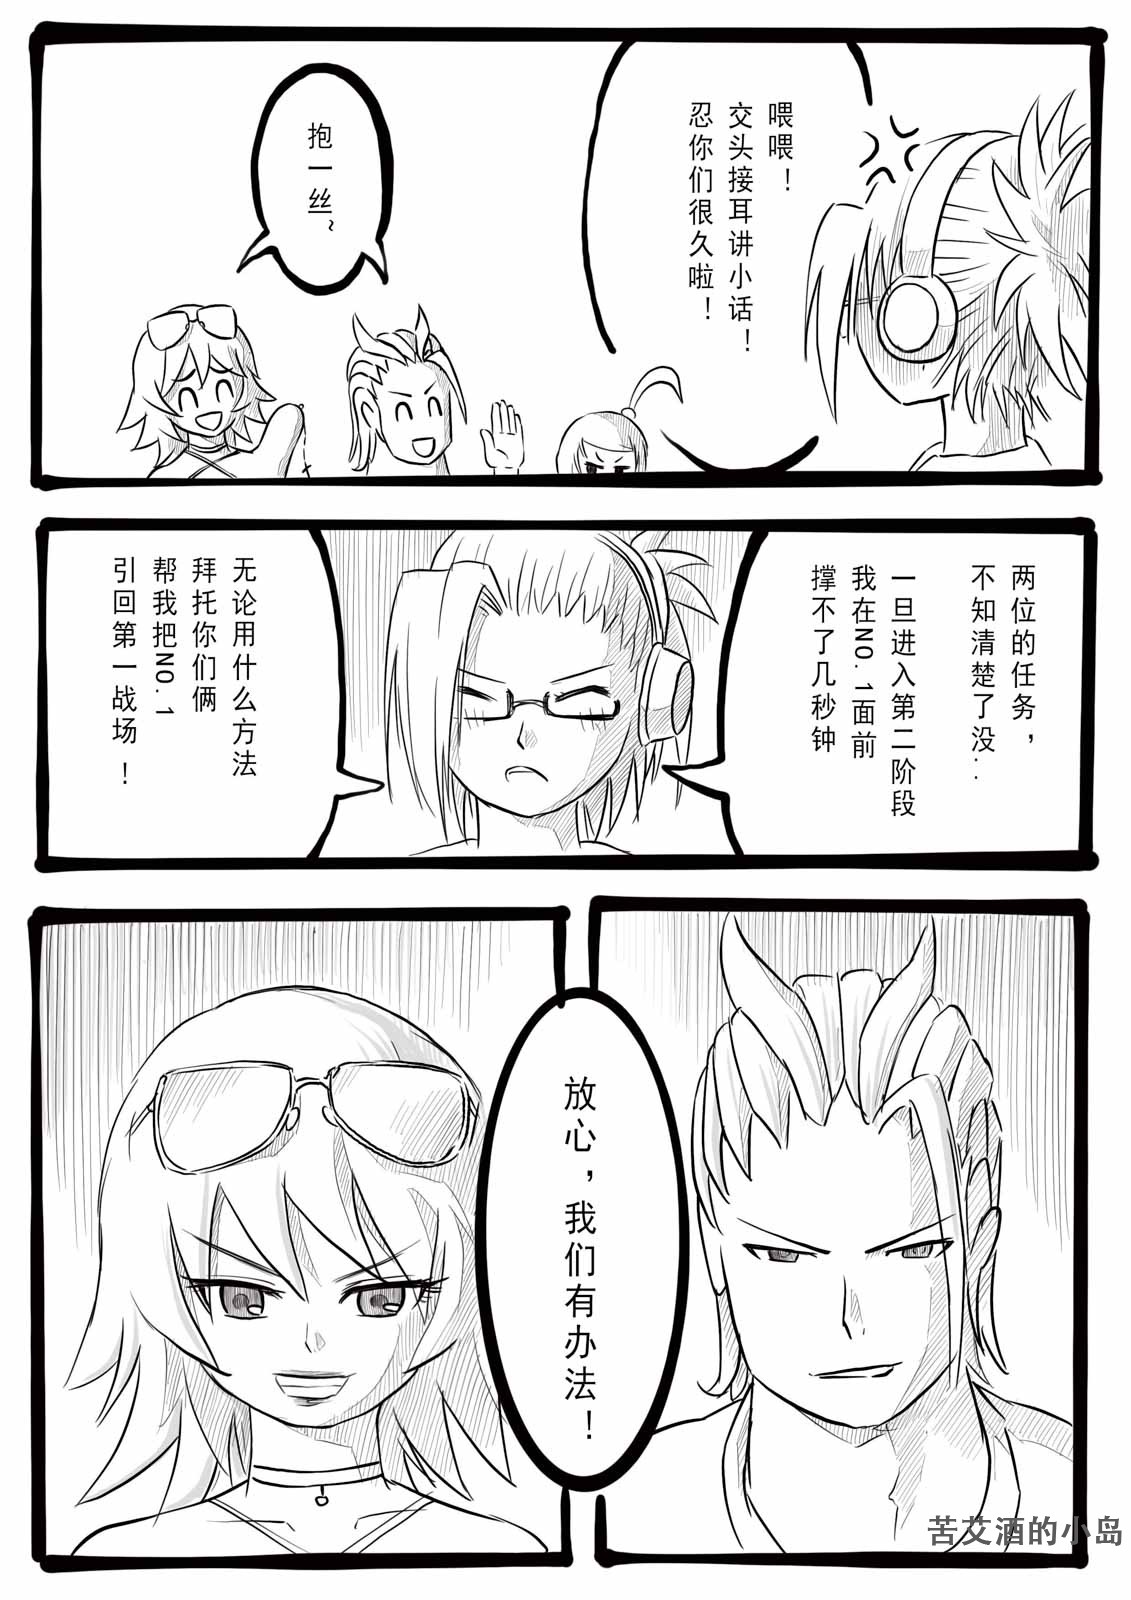 喂喂！
交头接耳讲小话！
忍你们很久啦！
抱一丝~
两位的任务，
不知清楚了没..
一旦进入第二阶段
我在NO.1面前
撑不了几秒钟
无论用什么方法
拜托你们俩
帮我把NO.1
引回第一战场！
放心，我们有办法！
苦艾酒的小岛